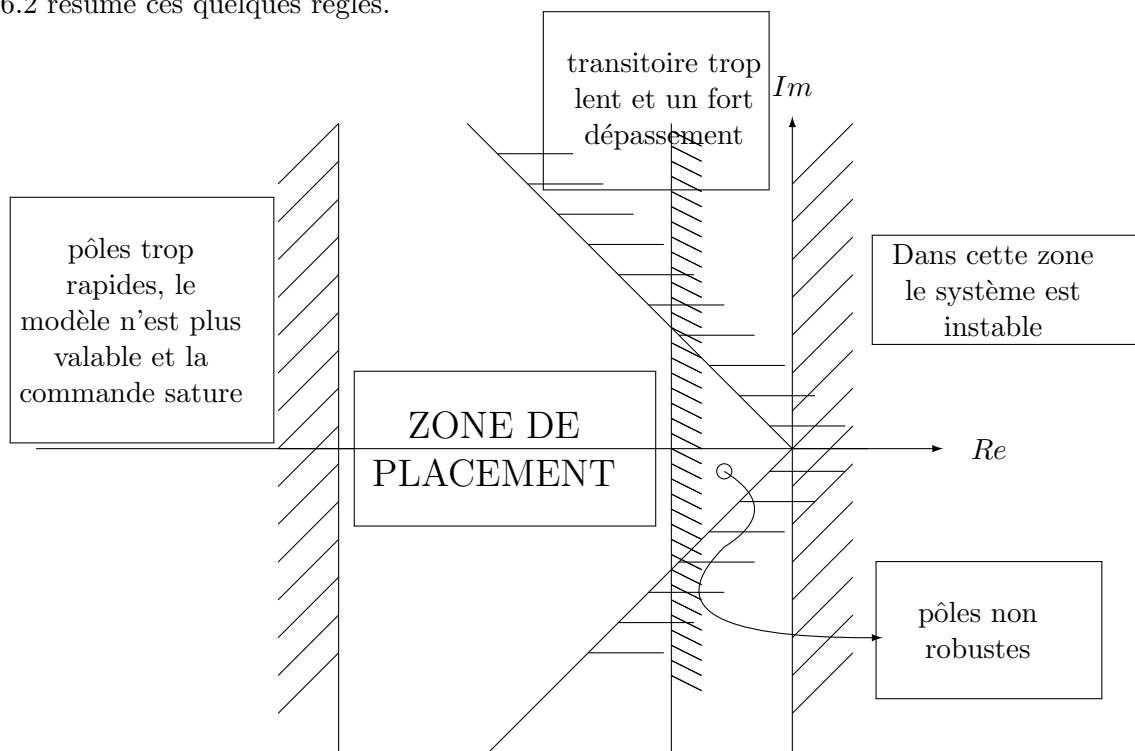 6.2 résume ces quelques règles.
transitoire trop
lent et un fort
dépassement
Im
pôles trop
rapides, le
modèle n'est plus
valable et la
commande sature
Dans cette zone
le système est
instable
ZONE DE
PLACEMENT
Re
pôles non
robustes